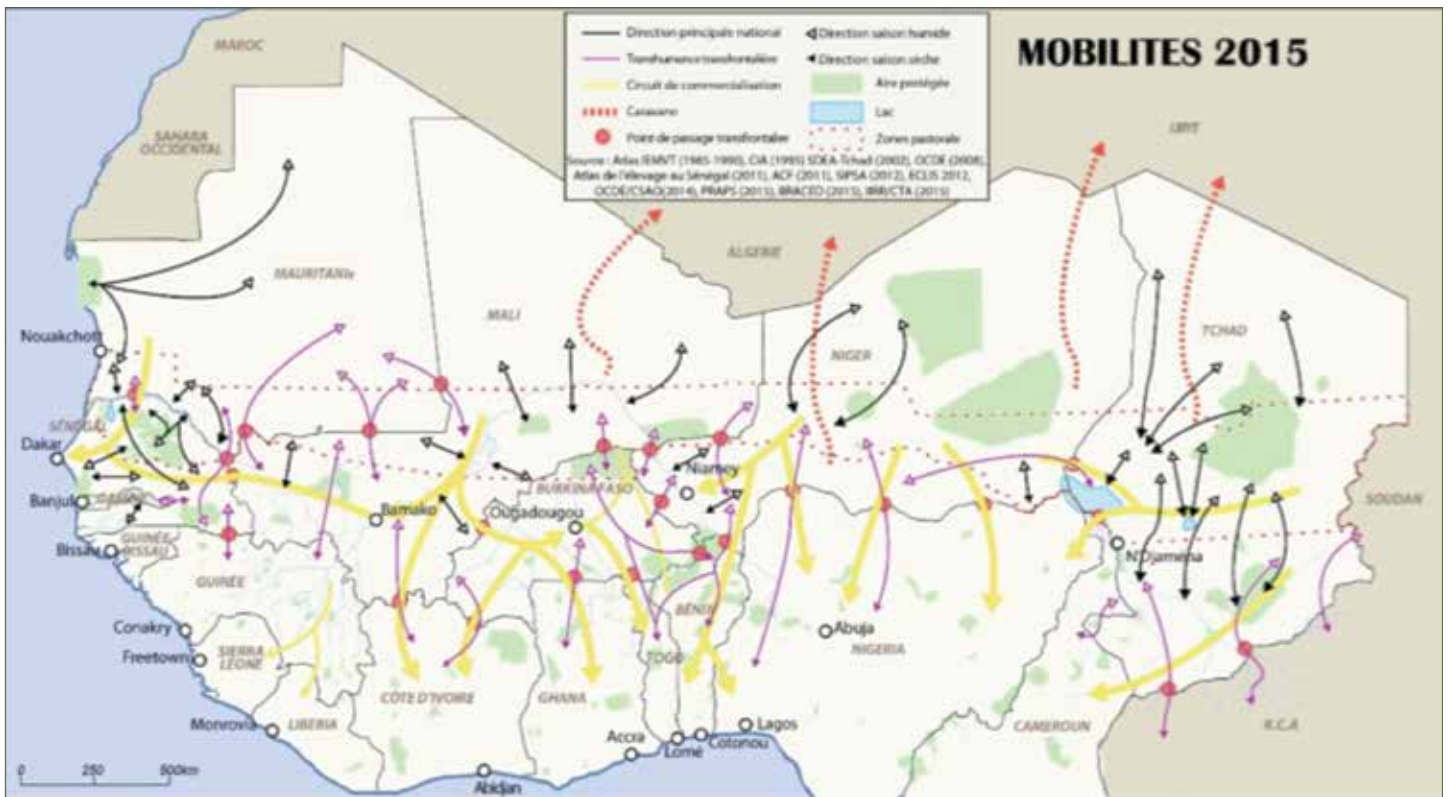 MOBILITES 2015
Direction principale national
Transhumance transfrontalière
Circuit de commercialisation
Caravane
Point de passage transfrontalier
Direction saison humide
Direction saison sèche
Aire protégée
Lac
Zones pastorale
Source : Atlas IEMVT (1985-1990), CIA (1995) SDEA-Tchad (2002), OCDE (2008),
Atlas de l'élevage au Sénégal (2011), ACF (2011), SIPSA (2012), ECLIS 2012,
OCDE/CSAO(2014), PRAPS (2015), BRACED (2015), IRR/CTA (2015)
MAROC
SAHARA
OCCIDENTAL
LIBYE
ALGERIE
MAURITANIe
MALI
NIGER
TCHAD
Nouakchott
SÉNÉGAL
Dakar
Banjul
GAMBIE
Bissau
GUINÉE
BISSAU
Bamako
BURKINA FASO
Ougadougou
Niamey
SOUDAN
N'Djamena
GUINÉE
Conakry
Freetown
SIERRA
LEONE
Monrovia
LIBERIA
CÔTE D'IVOIRE
GHANA
TOGO
BÉNIN
Abuja
NIGERIA
CAMEROUN
R.C.A
Accra
Lomé
Cotonou
Lagos
Abidjan
0 250 500km